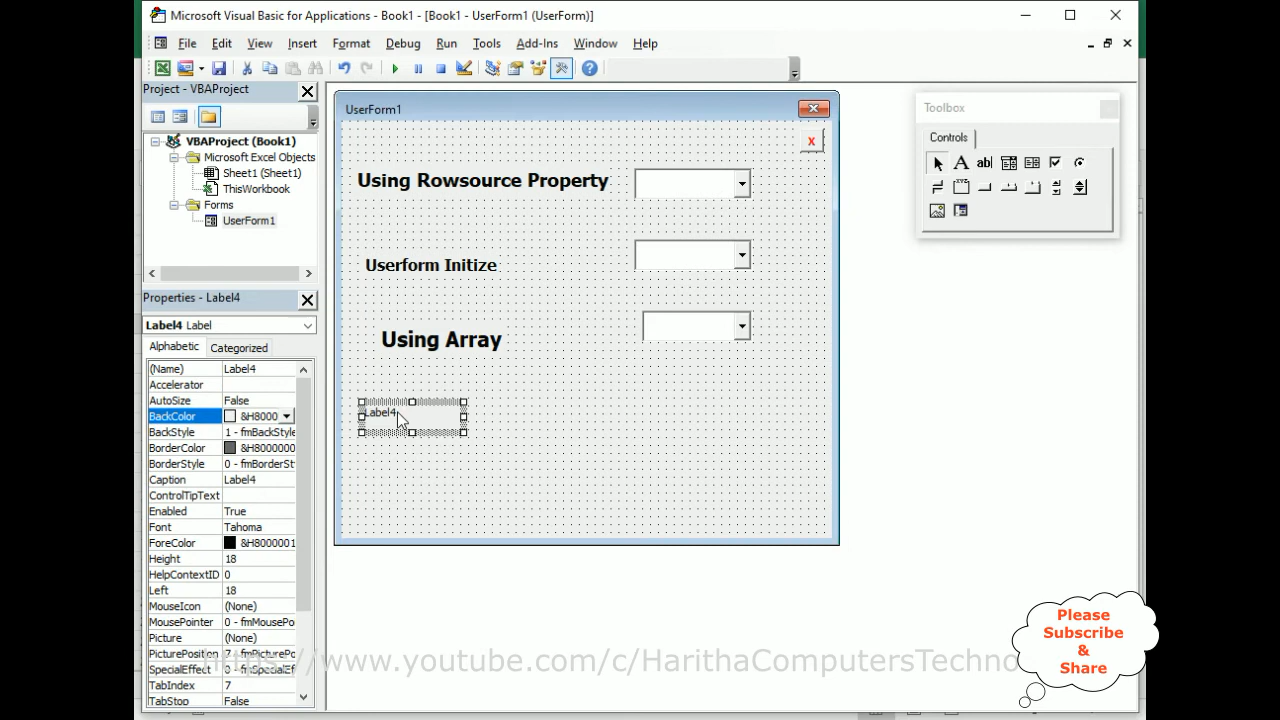 Microsoft Visual Basic for Applications - Book1 - [Book1 - UserForm1 (UserForm)]
File Edit View Insert Format Debug Run Tools Add-Ins Window Help
Project - VBAProject
VBAProject (Book1)
Microsoft Excel Objects
Sheet1 (Sheet1)
ThisWorkbook
Forms
UserForm1
Properties - Label4
Label4 Label
Alphabetic Categorized
(Name) Label4
Accelerator
AutoSize False
BackColor &H8000
BackStyle 1 - fmBackStyle
BorderColor &H8000000
BorderStyle 0 - fmBorderSt
Caption Label4
ControlTipText
Enabled True
Font Tahoma
ForeColor &H8000001
Height 18
HelpContextID 0
Left 18
MouseIcon (None)
MousePointer 0 - fmMousePo
Picture (None)
PicturePosition 7 - fmPicturePo
SpecialEffect 0 - fmSpecialEf
TabIndex 7
TabStop False
UserForm1
x
Using Rowsource Property
Userform Initize
Using Array
Label4
Toolbox
Controls
A ab|
Please
Subscribe
&
Share
https://www.youtube.com/c/HarithaComputersTechno